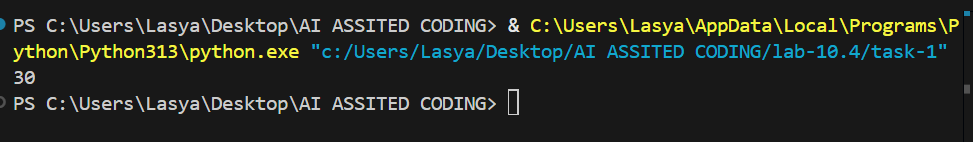 PS C:\Users\Lasya\Desktop\AI ASSITED CODING> & C:\Users\Lasya\AppData\Local\Programs\P
ython\Python313\python.exe "c:/Users/Lasya/Desktop/AI ASSITED CODING/lab-10.4/task-1"
30
PS C:\Users\Lasya\Desktop\AI ASSITED CODING>